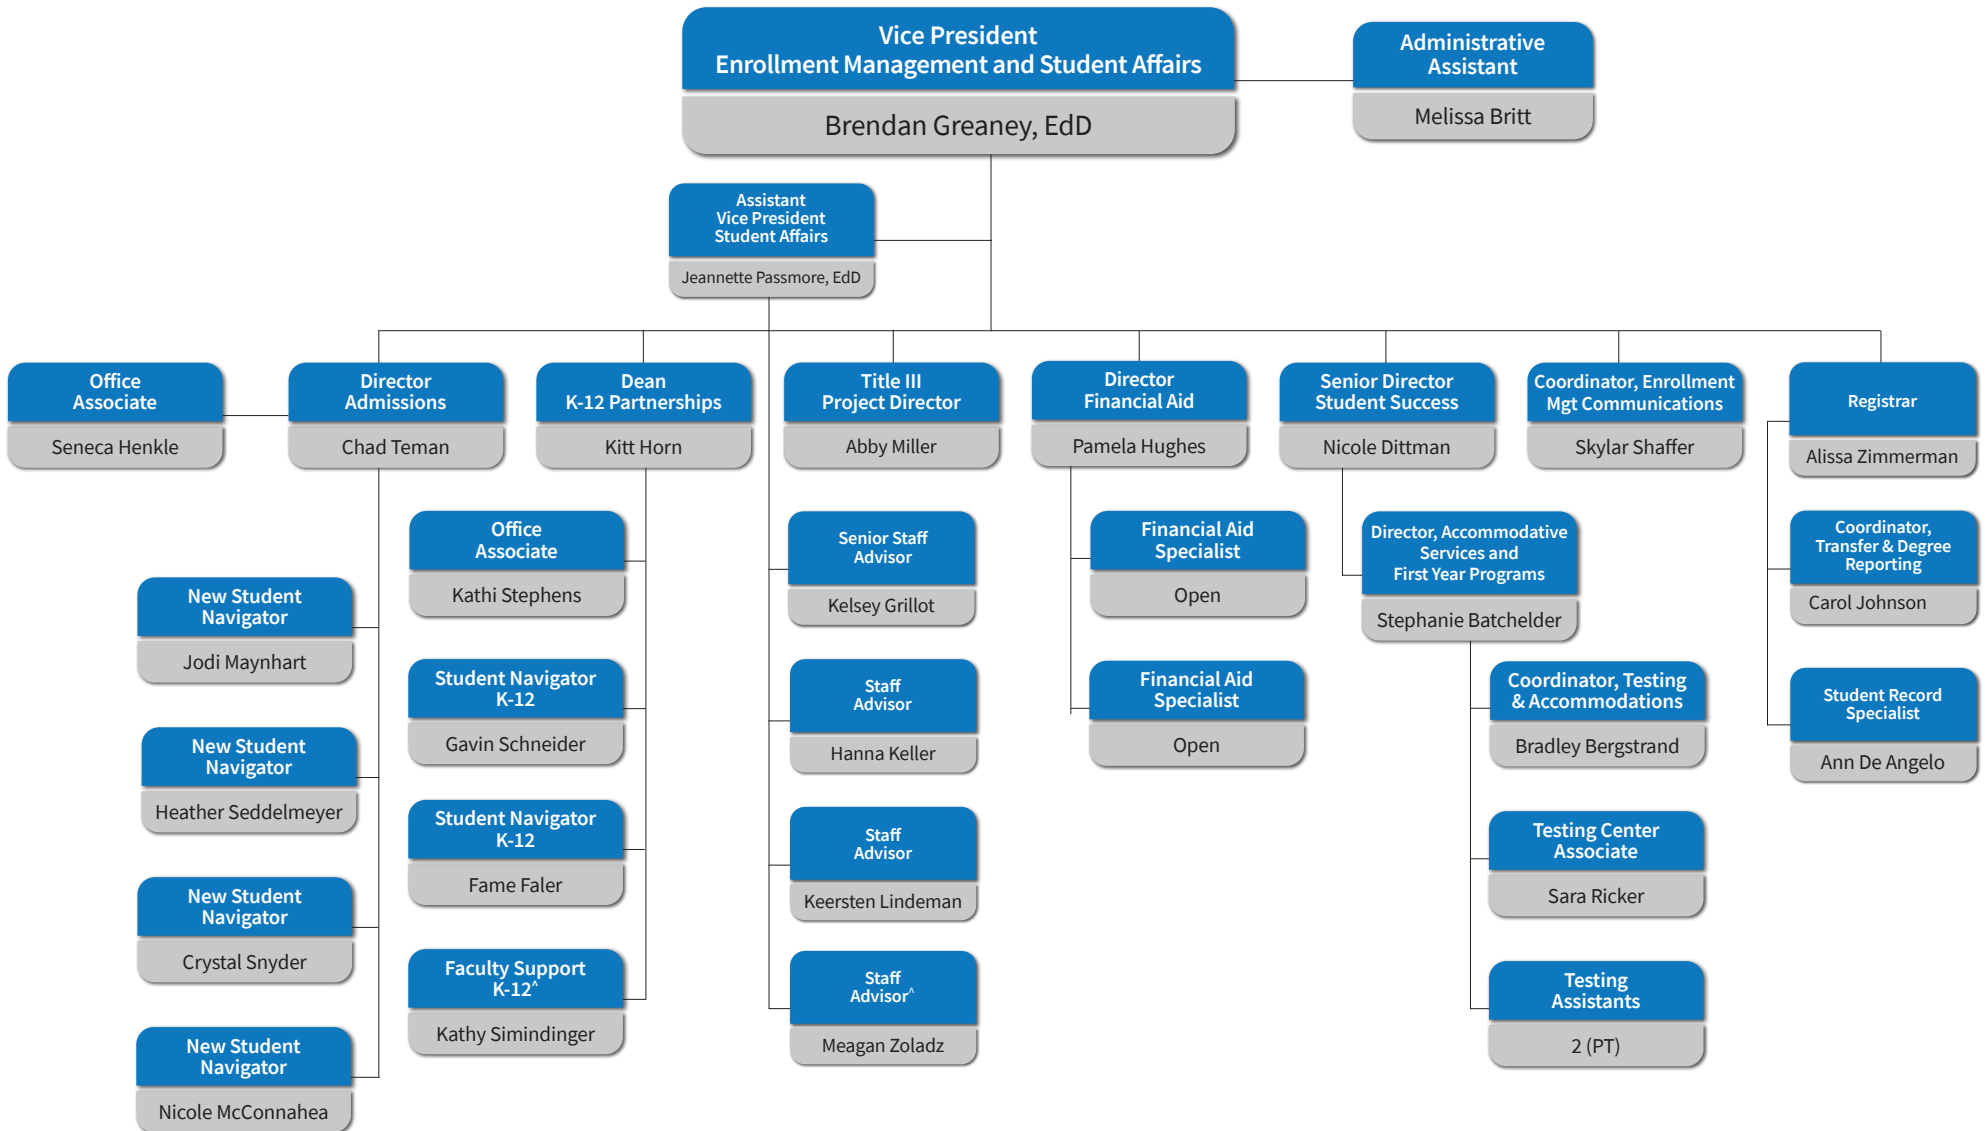 Vice President
Enrollment Management and Student Affairs
Brendan Greaney, EdD
Administrative
Assistant
Melissa Britt
Assistant
Vice President
Student Affairs
Jeannette Passmore, EdD
Office
Associate
Seneca Henkle
Director
Admissions
Chad Teman
Dean
K-12 Partnerships
Kitt Horn
Title III
Project Director
Abby Miller
Director
Financial Aid
Pamela Hughes
Senior Director
Student Success
Nicole Dittman
Coordinator, Enrollment
Mgt Communications
Skylar Shaffer
Registrar
Alissa Zimmerman
New Student
Navigator
Jodi Maynhart
New Student
Navigator
Heather Seddelmeyer
New Student
Navigator
Crystal Snyder
New Student
Navigator
Nicole McConnahea
Office
Associate
Kathi Stephens
Student Navigator
K-12
Gavin Schneider
Student Navigator
K-12
Fame Faler
Faculty Support
K-12^
Kathy Simindinger
Senior Staff
Advisor
Kelsey Grillot
Staff
Advisor
Hanna Keller
Staff
Advisor
Keersten Lindeman
Staff
Advisor^
Meagan Zoladz
Financial Aid
Specialist
Open
Financial Aid
Specialist
Open
Director, Accommodative
Services and
First Year Programs
Stephanie Batchelder
Coordinator, Testing
& Accommodations
Bradley Bergstrand
Testing Center
Associate
Sara Ricker
Testing
Assistants
2 (PT)
Coordinator,
Transfer & Degree
Reporting
Carol Johnson
Student Record
Specialist
Ann De Angelo